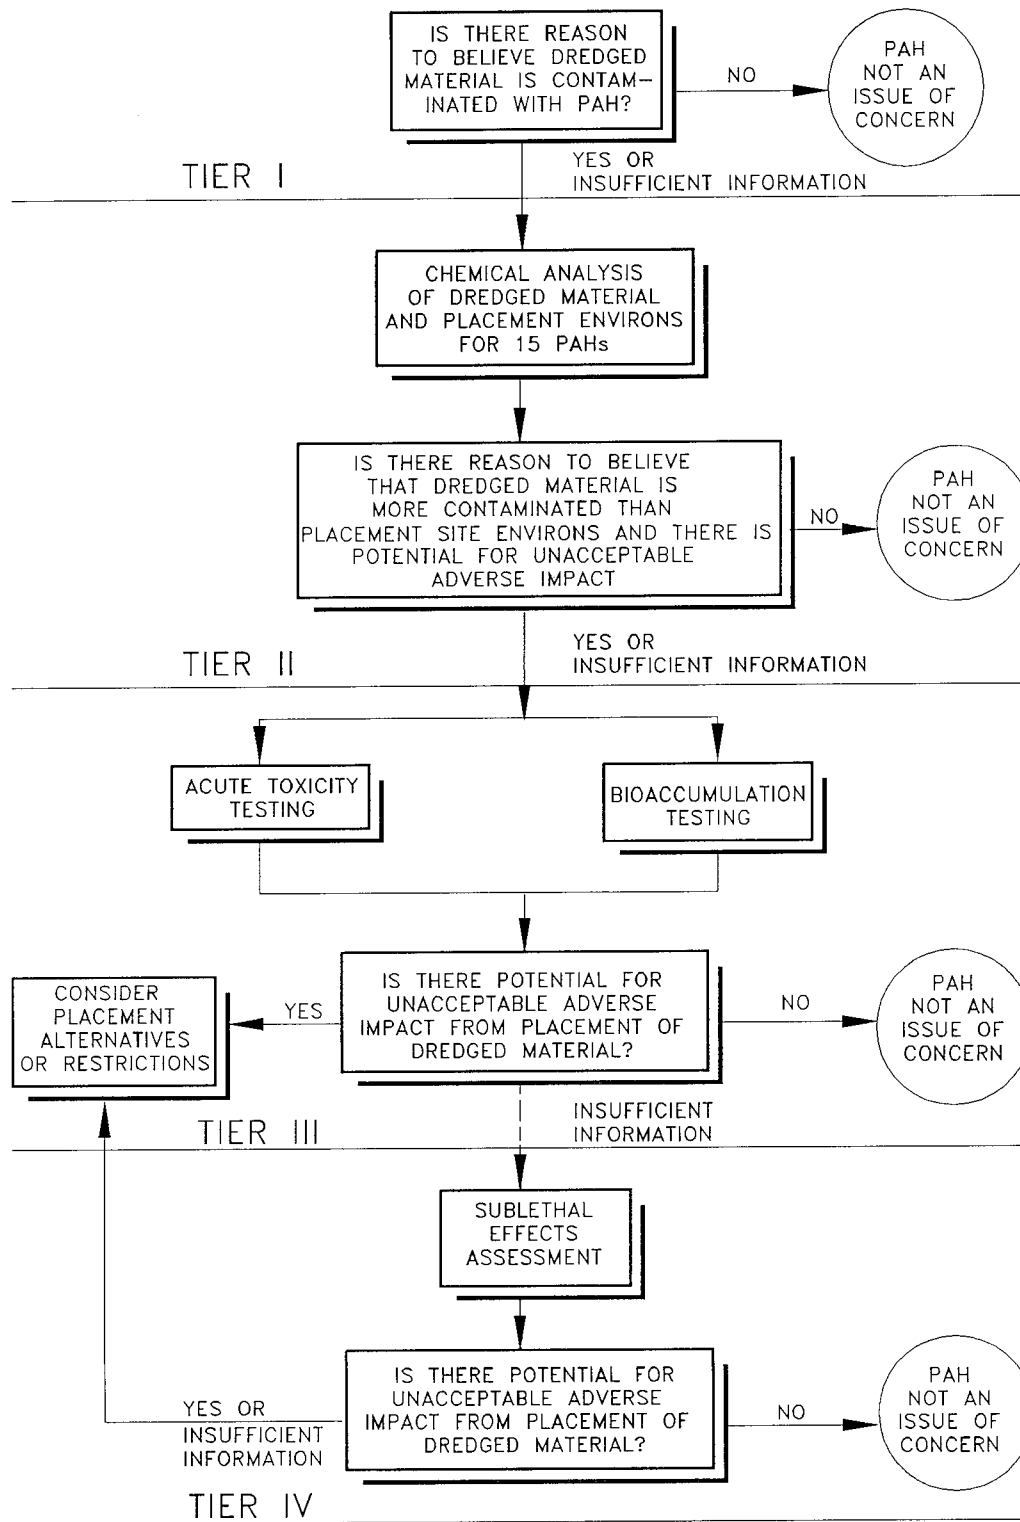 IS THERE REASON
TO BELIEVE DREDGED
MATERIAL IS CONTAM-
INATED WITH PAH?
NO
PAH
NOT AN
ISSUE OF
CONCERN
YES OR
INSUFFICIENT INFORMATION
TIER I
CHEMICAL ANALYSIS
OF DREDGED MATERIAL
AND PLACEMENT ENVIRONS
FOR 15 PAHs
IS THERE REASON TO BELIEVE
THAT DREDGED MATERIAL IS
MORE CONTAMINATED THAN
PLACEMENT SITE ENVIRONS AND THERE IS
POTENTIAL FOR UNACCEPTABLE
ADVERSE IMPACT
NO
PAH
NOT AN
ISSUE OF
CONCERN
YES OR
INSUFFICIENT INFORMATION
TIER II
ACUTE TOXICITY
TESTING
BIOACCUMULATION
TESTING
CONSIDER
PLACEMENT
ALTERNATIVES
OR RESTRICTIONS
YES
IS THERE POTENTIAL FOR
UNACCEPTABLE ADVERSE
IMPACT FROM PLACEMENT OF
DREDGED MATERIAL?
NO
PAH
NOT AN
ISSUE OF
CONCERN
INSUFFICIENT
INFORMATION
TIER III
SUBLETHAL
EFFECTS
ASSESSMENT
IS THERE POTENTIAL FOR
UNACCEPTABLE ADVERSE
IMPACT FROM PLACEMENT OF
DREDGED MATERIAL?
YES OR
INSUFFICIENT
INFORMATION
NO
PAH
NOT AN
ISSUE OF
CONCERN
TIER IV